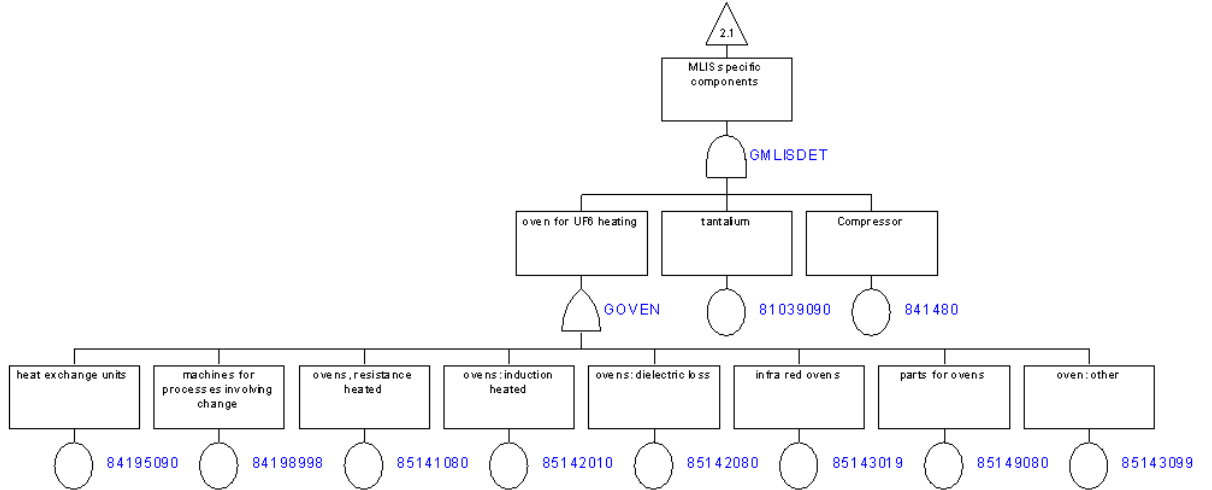 2.1
MLIS specific
components
GMLISDET
oven for UF6 heating
tantalium
Compressor
GOVEN
81039090
841480
heat exchange units
machines for
processes involving
change
ovens, resistance
heated
ovens: induction
heated
ovens: dielectric loss
infra red ovens
parts for ovens
oven: other
84195090
84198998
85141080
85142010
85142080
85143019
85149080
85143099